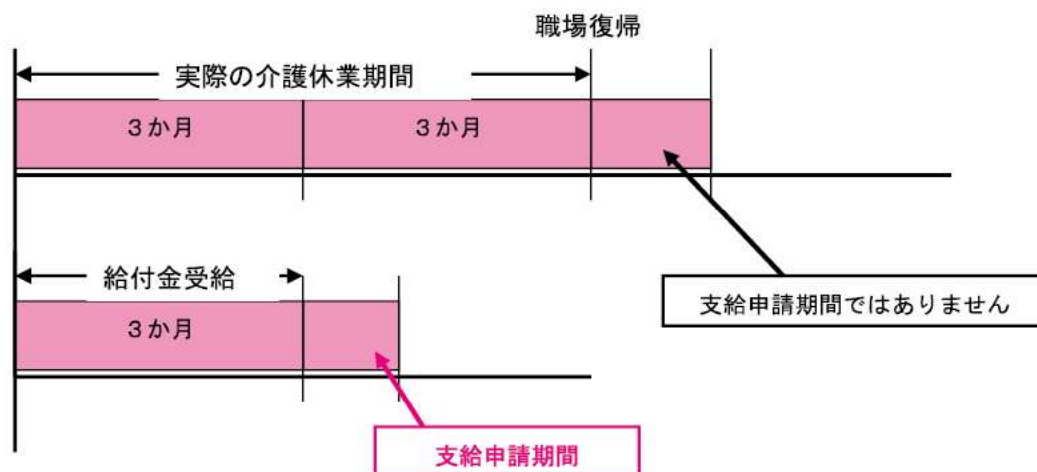 職場復帰
実際の介護休業期間
３か月
３か月
支給申請期間ではありません
給付金受給
３か月
支給申請期間